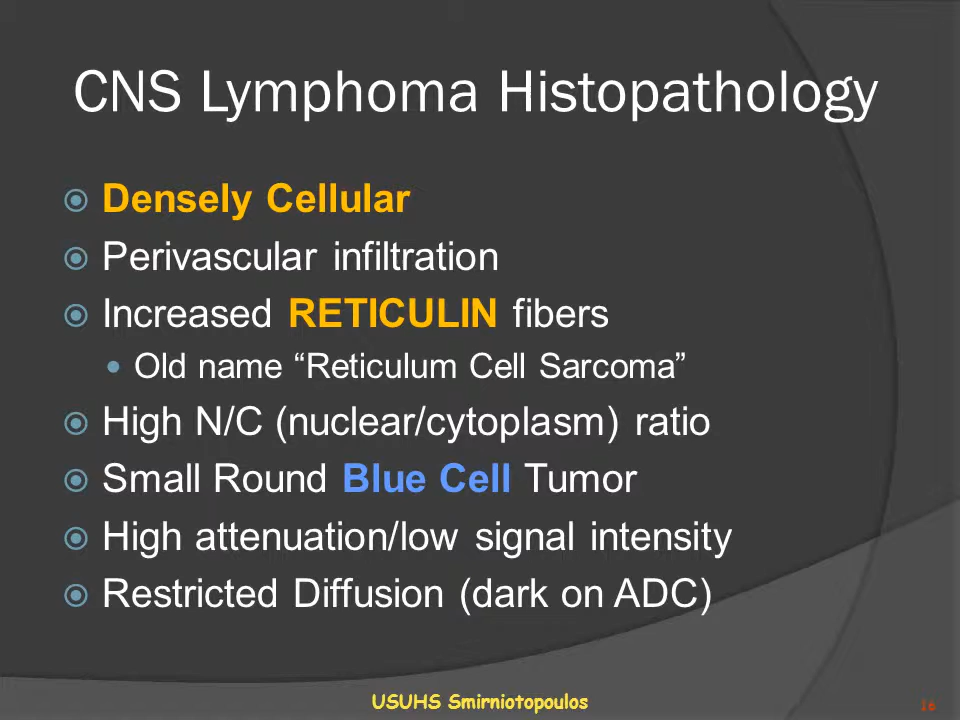 CNS Lymphoma Histopathology
Densely Cellular
Perivascular infiltration
Increased RETICULIN fibers
Old name “Reticulum Cell Sarcoma”
High N/C (nuclear/cytoplasm) ratio
Small Round Blue Cell Tumor
High attenuation/low signal intensity
Restricted Diffusion (dark on ADC)
USUHS Smirniotopoulos
16